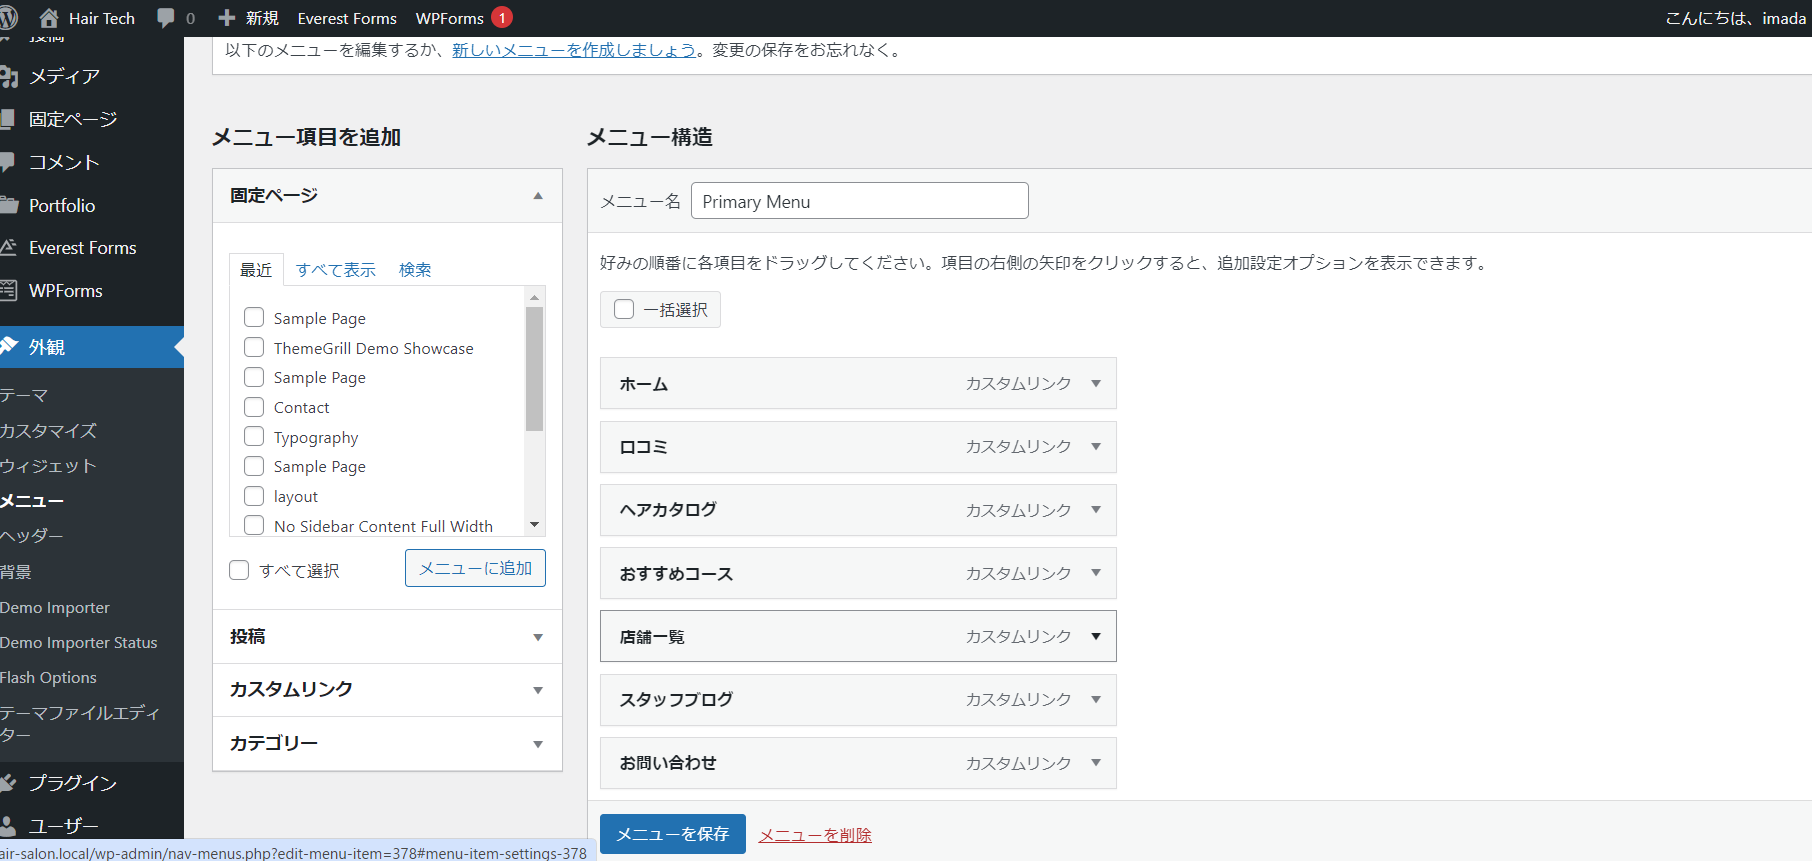 Hair Tech
0
新規
Everest Forms
WPForms
1
こんにちは、imada
投稿
メディア
固定ページ
コメント
Portfolio
Everest Forms
WPForms
外観
テーマ
カスタマイズ
ウィジェット
メニュー
ヘッダー
背景
Demo Importer
Demo Importer Status
Flash Options
テーマファイルエディ
ター
プラグイン
ユーザー
以下のメニューを編集するか、新しいメニューを作成しましょう。変更の保存をお忘れなく。
メニュー項目を追加
固定ページ
最近
すべて表示
検索
Sample Page
ThemeGrill Demo Showcase
Sample Page
Contact
Typography
Sample Page
layout
No Sidebar Content Full Width
すべて選択
メニューに追加
投稿
カスタムリンク
カテゴリー
メニュー構造
メニュー名
Primary Menu
好みの順番に各項目をドラッグしてください。項目の右側の矢印をクリックすると、追加設定オプションを表示できます。
一括選択
ホーム カスタムリンク
口コミ カスタムリンク
ヘアカタログ カスタムリンク
おすすめコース カスタムリンク
店舗一覧 カスタムリンク
スタッフブログ カスタムリンク
お問い合わせ カスタムリンク
メニューを保存
メニューを削除
air-salon.local/wp-admin/nav-menus.php?edit-menu-item=378#menu-item-settings-378